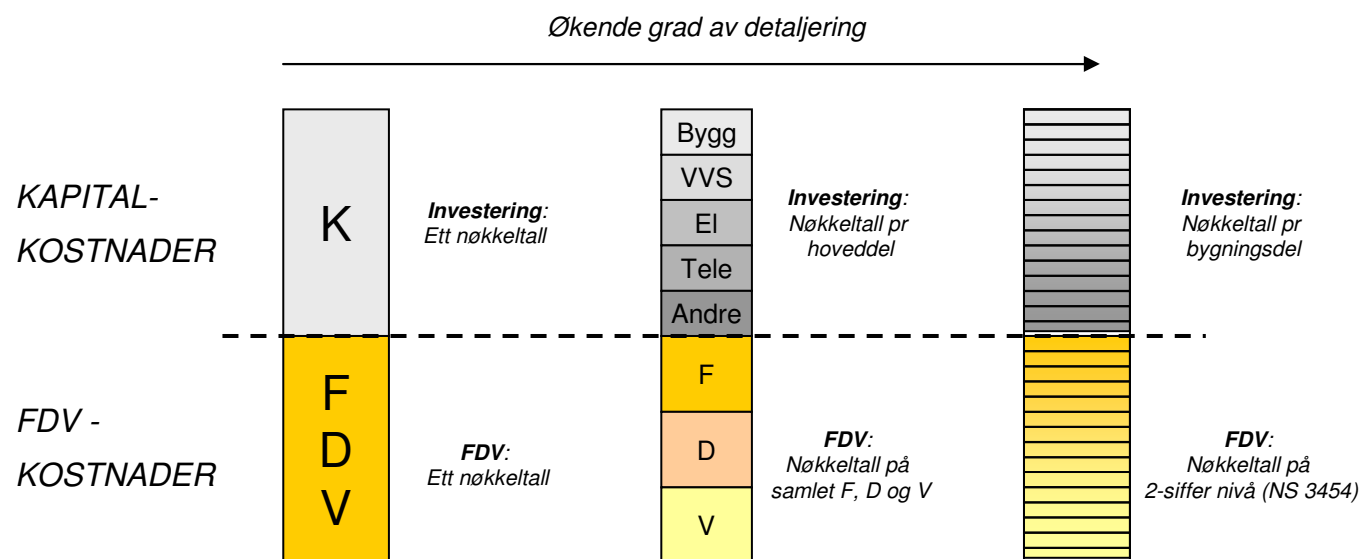 Økende grad av detaljering
KAPITAL-
KOSTNADER
K
Investering:
Ett nøkkeltall
Bygg
VVS
El
Tele
Andre
Investering:
Nøkkeltall pr
hoveddel
Investering:
Nøkkeltall pr
bygningsdel
FDV -
KOSTNADER
F
D
V
FDV:
Ett nøkkeltall
F
D
V
FDV:
Nøkkeltall på
samlet F, D og V
FDV:
Nøkkeltall på
2-siffer nivå (NS 3454)